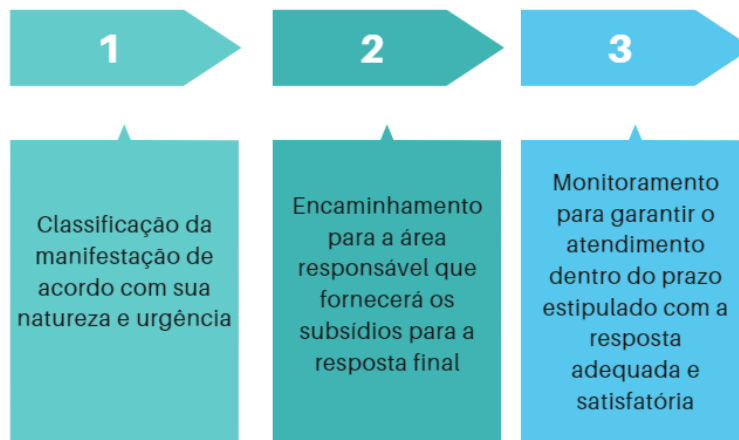 1
Classificação da
manifestação de
acordo com sua
natureza e urgência
2
Encaminhamento
para a área
responsável que
fornecerá os
subsídios para a
resposta final
3
Monitoramento
para garantir o
atendimento
dentro do prazo
estipulado com a
resposta
adequada e
satisfatória